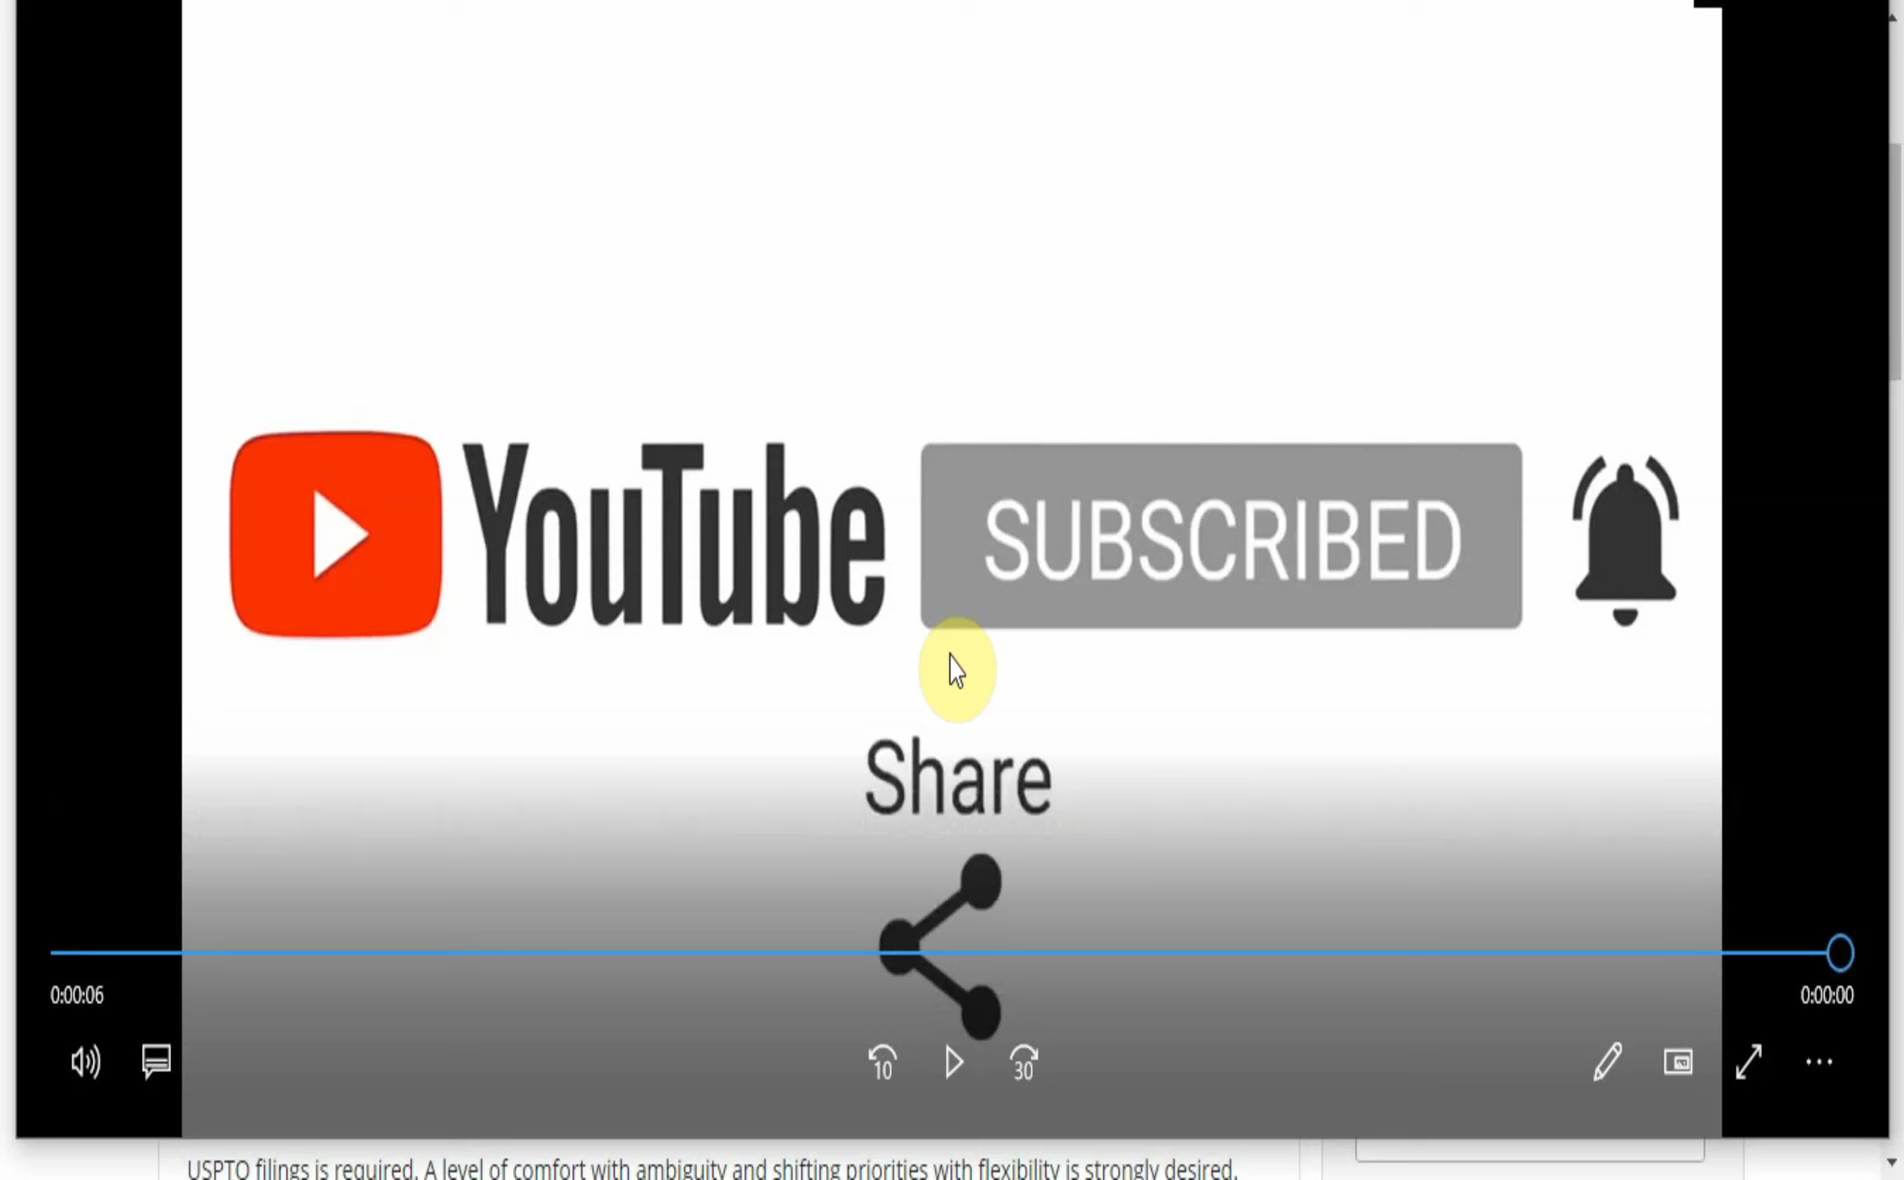 YouTube SUBSCRIBED
Share
0:00:06 0:00:00
10 30
USPTO filings is required. A level of comfort with ambiguity and shifting priorities with flexibility is strongly desired.